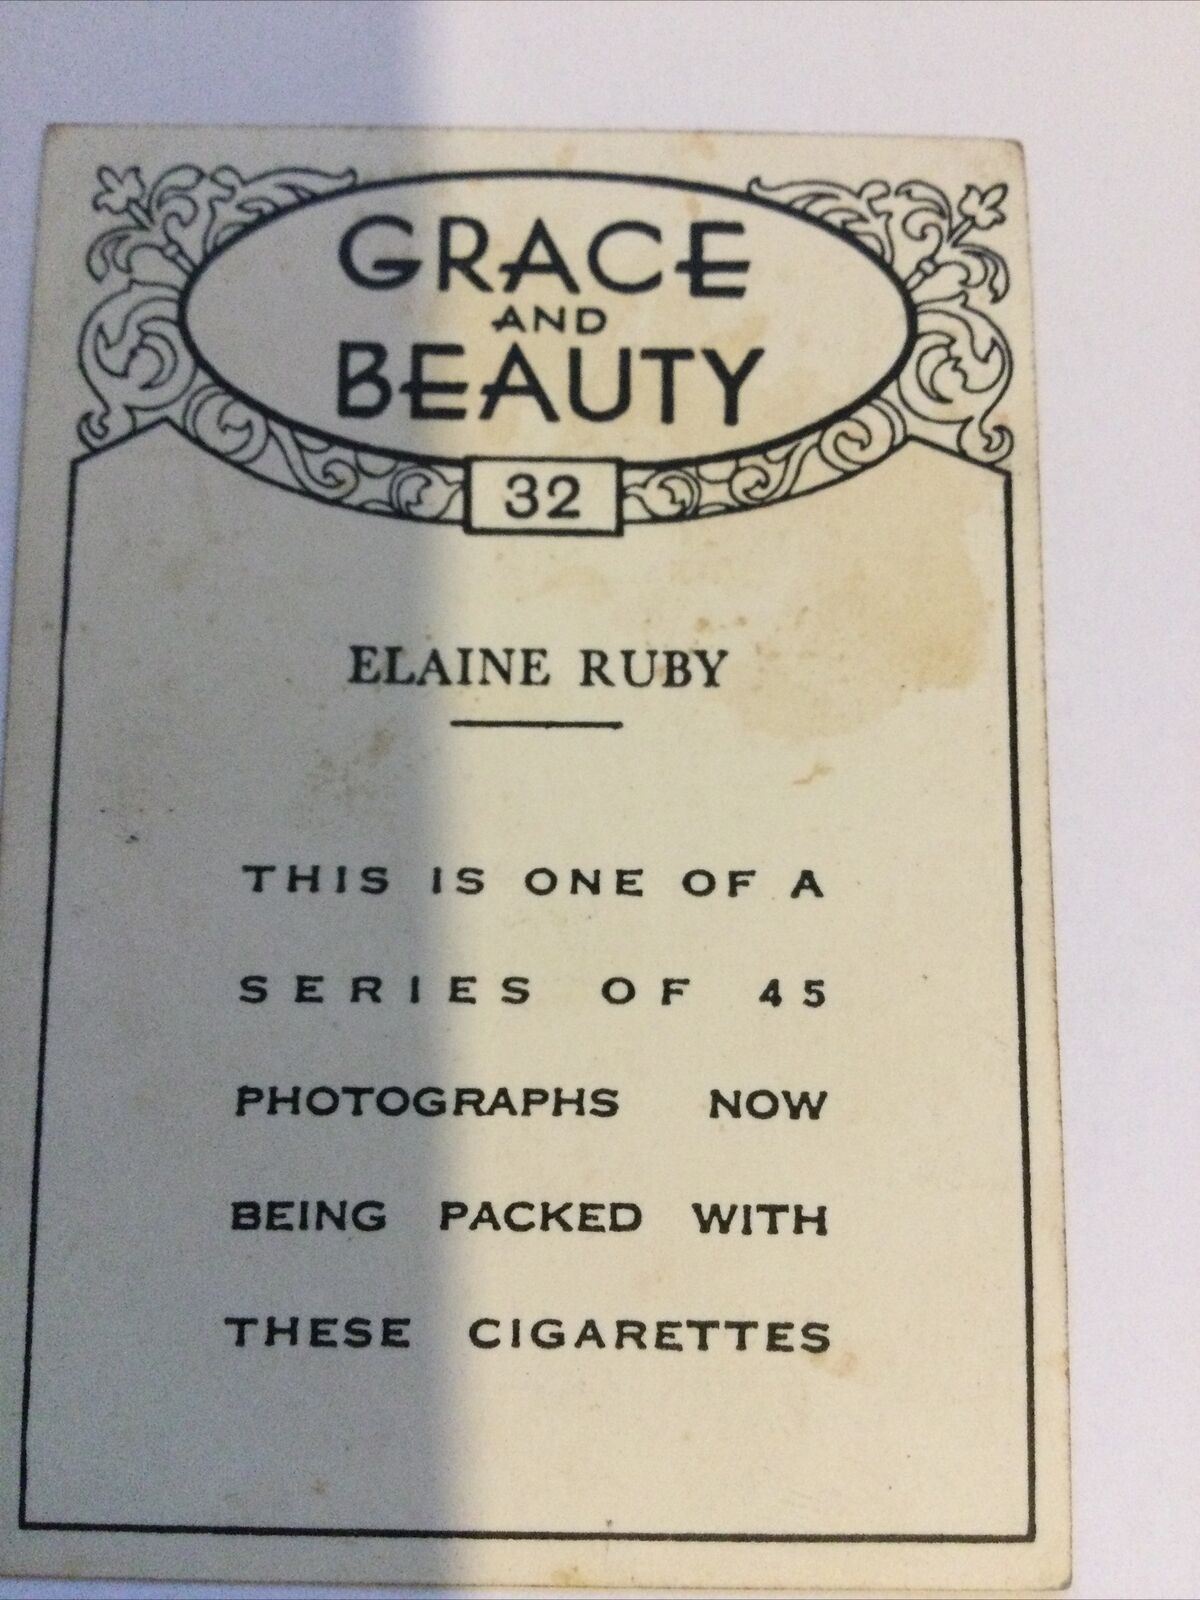 GRACE
AND
BEAUTY
32
ELAINE RUBY
THIS IS ONE OF A
SERIES OF 45
PHOTOGRAPHS NOW
BEING PACKED WITH
THESE CIGARETTES